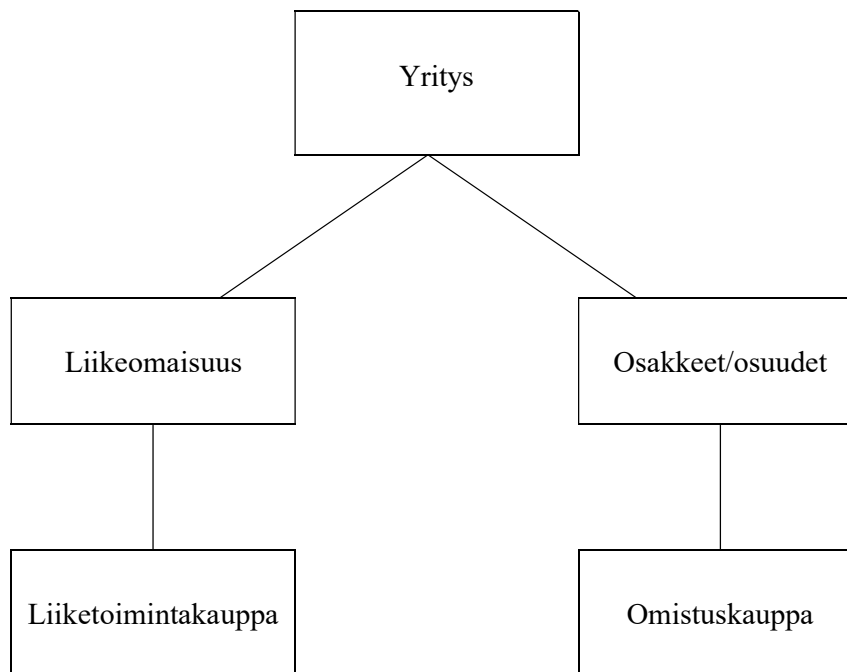 Yritys
Liikeomaisuus
Osakkeet/osuudet
Liiketoimintakauppa
Omistuskauppa